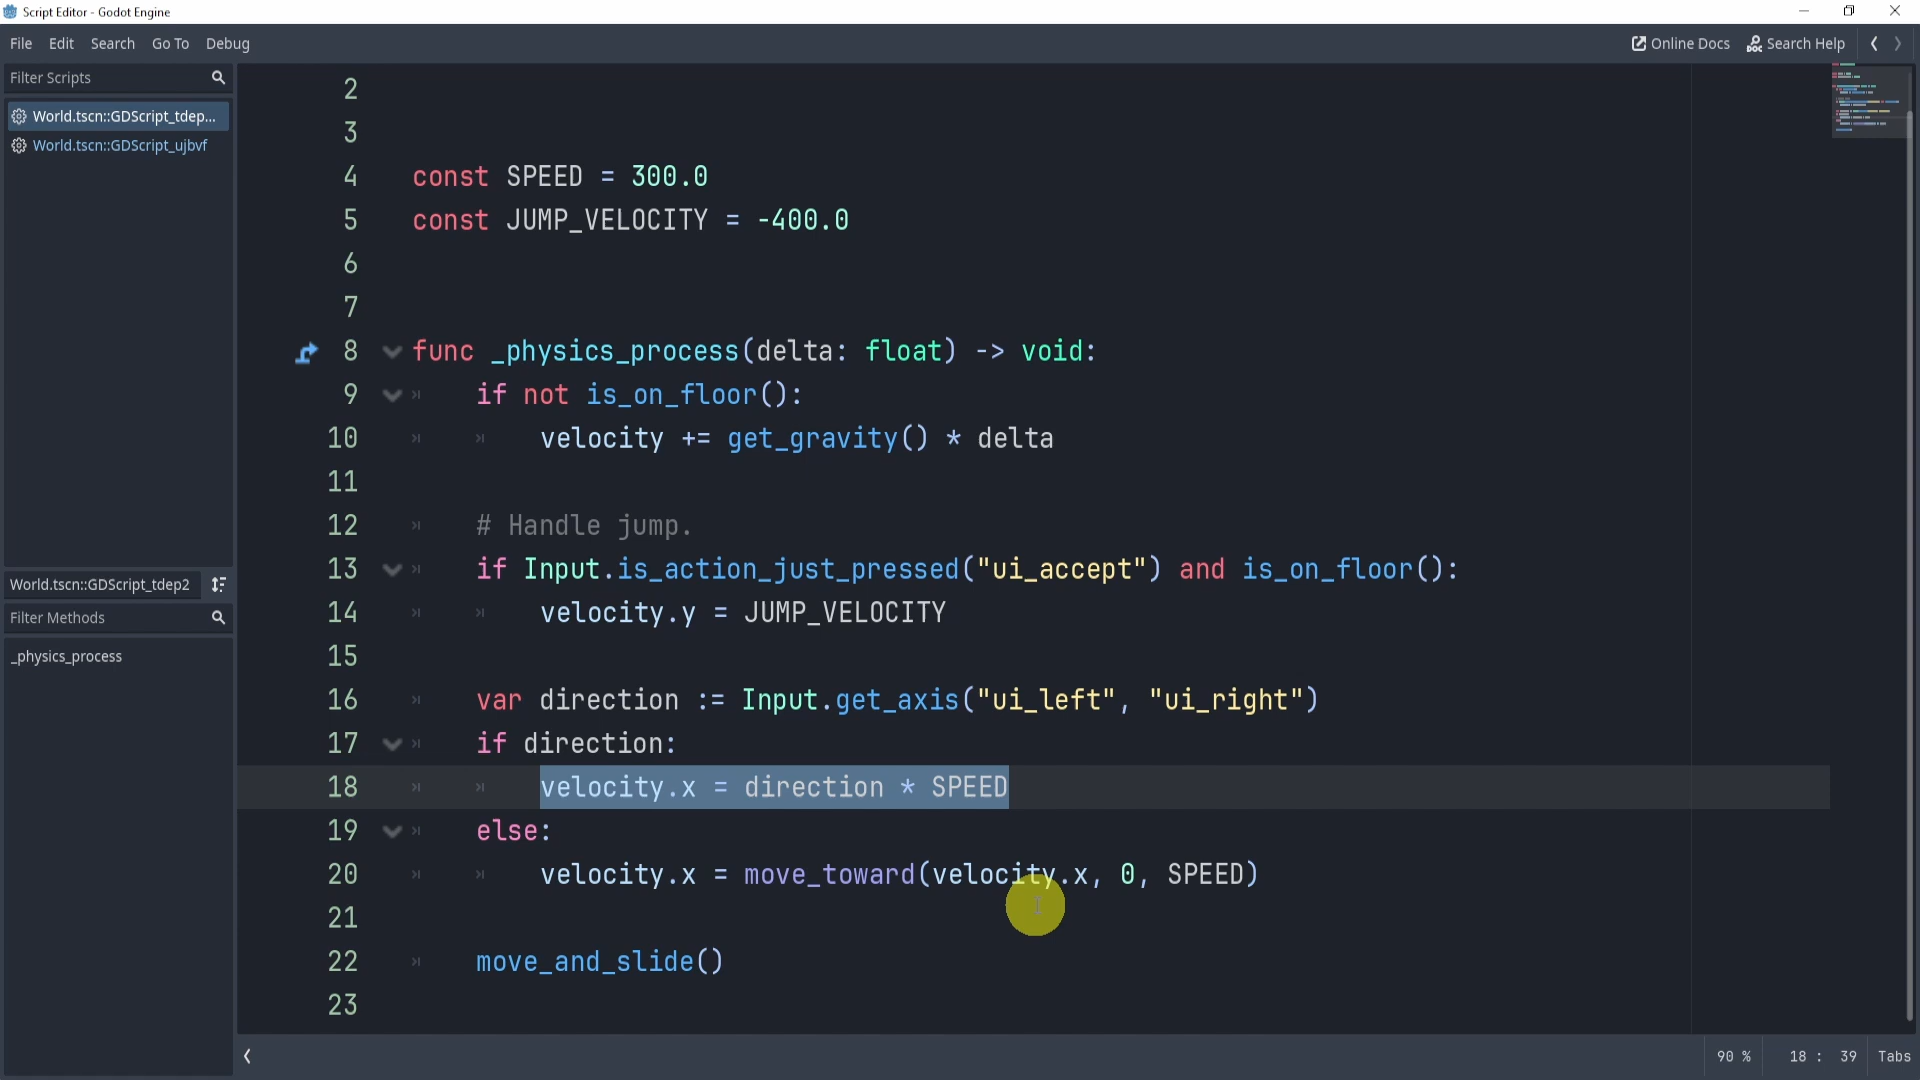 Script Editor - Godot Engine
File Edit Search Go To Debug
Online Docs Search Help
Filter Scripts
World.tscn::GDScript_tdep...
World.tscn::GDScript_ujbvf
World.tscn::GDScript_tdep2
Filter Methods
_physics_process
2
3
4 const SPEED = 300.0
5 const JUMP_VELOCITY = -400.0
6
7
8 func _physics_process(delta: float) -> void:
9 if not is_on_floor():
10 velocity += get_gravity() * delta
11
12 # Handle jump.
13 if Input.is_action_just_pressed("ui_accept") and is_on_floor():
14 velocity.y = JUMP_VELOCITY
15
16 var direction := Input.get_axis("ui_left", "ui_right")
17 if direction:
18 velocity.x = direction * SPEED
19 else:
20 velocity.x = move_toward(velocity.x, 0, SPEED)
21
22 move_and_slide()
23
90 % 18 : 39 Tabs